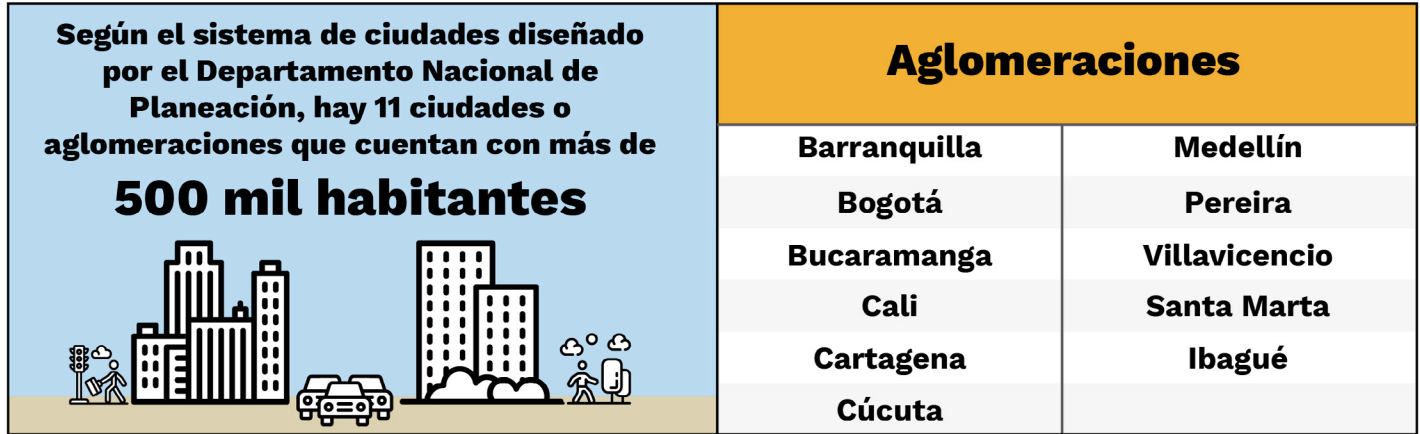 Según el sistema de ciudades diseñado
por el Departamento Nacional de
Planeación, hay 11 ciudades o
aglomeraciones que cuentan con más de
500 mil habitantes
Aglomeraciones
Barranquilla Medellín
Bogotá Pereira
Bucaramanga Villavicencio
Cali Santa Marta
Cartagena Ibagué
Cúcuta